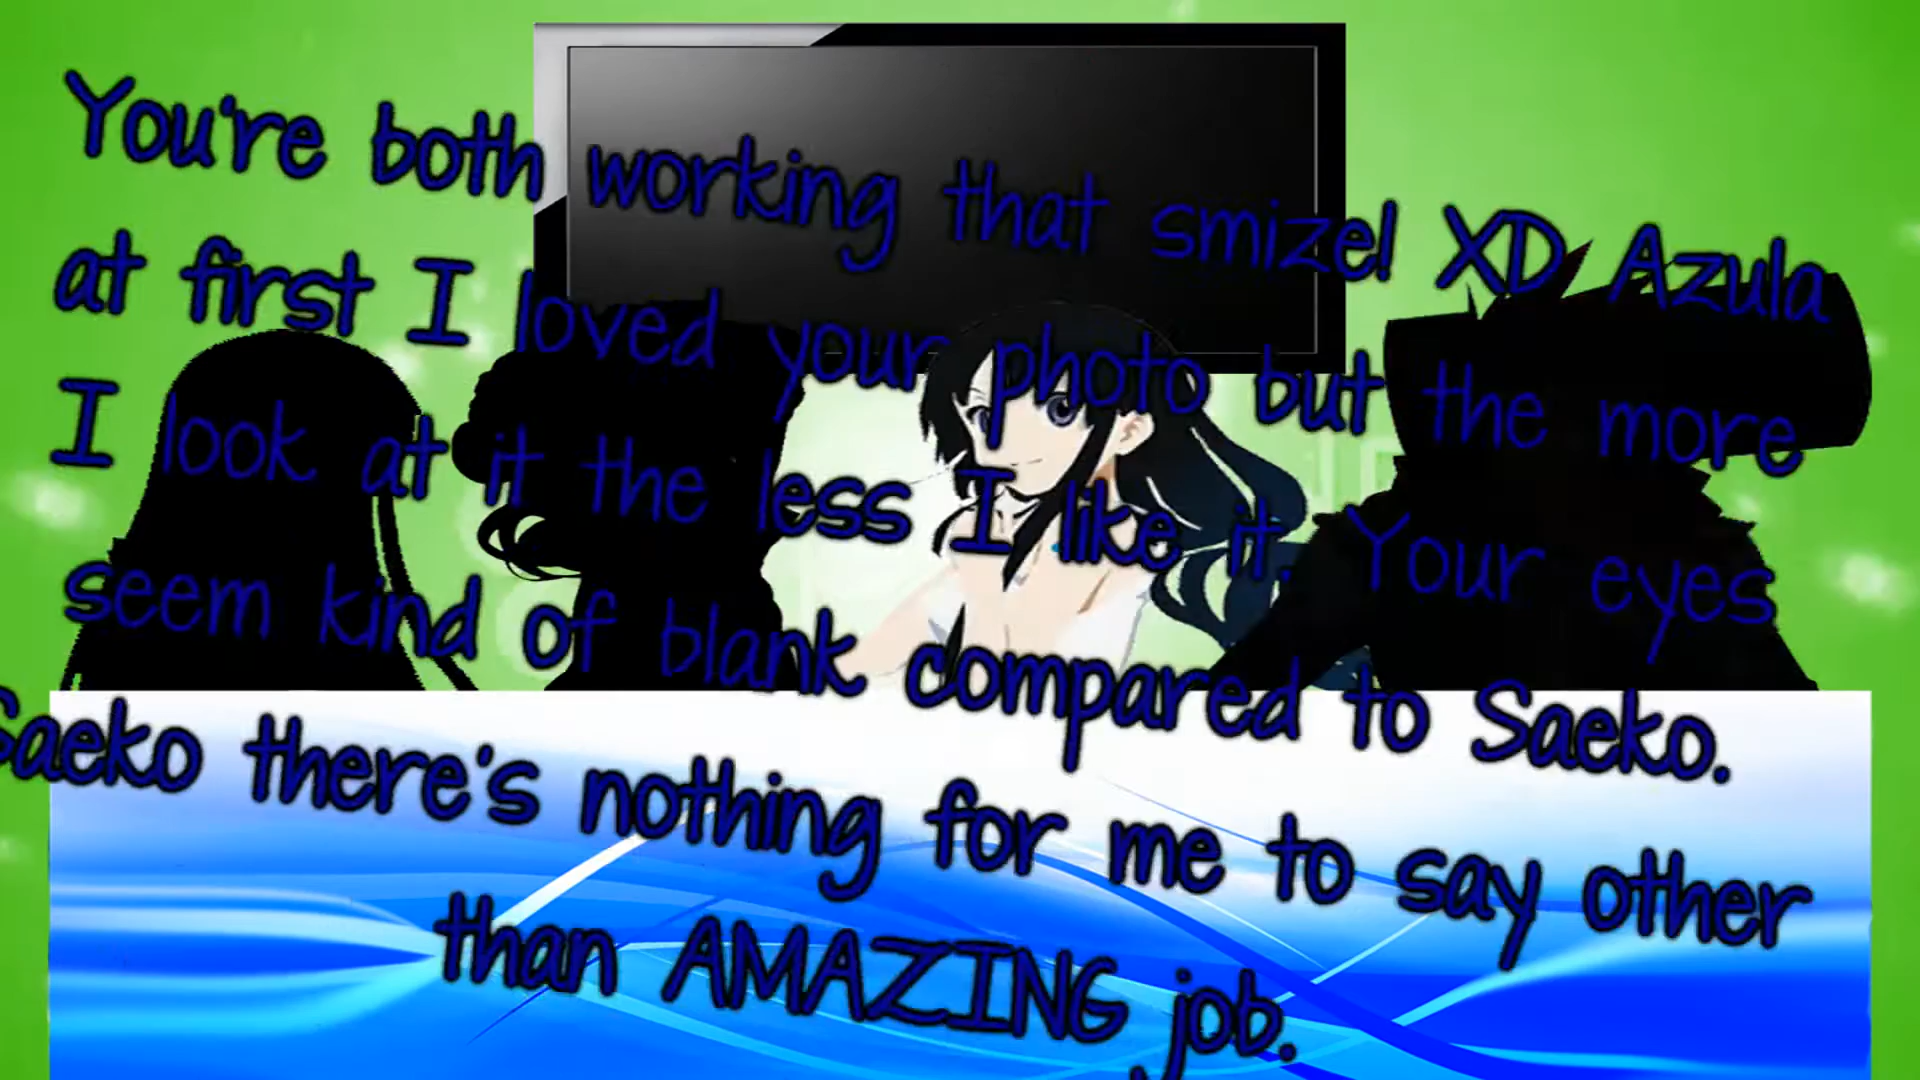 You're both working that smize! XD Azula
at first I loved your photo but the more
I look at it the less I like it. Your eyes
seem kind of blank compared to Saeko.
Saeko there's nothing for me to say other
than AMAZING job.